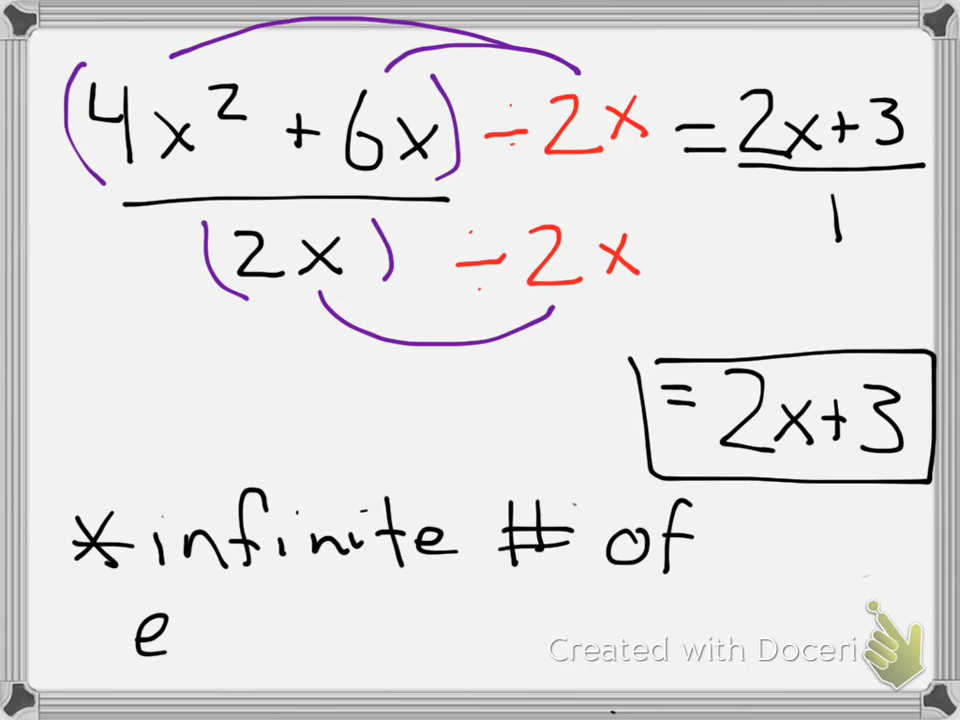 (4x² + 6x) ÷ 2x = 2x+3
(2x) ÷ 2x 1
= 2x+3
*infinite # of
e
Created with Doceri